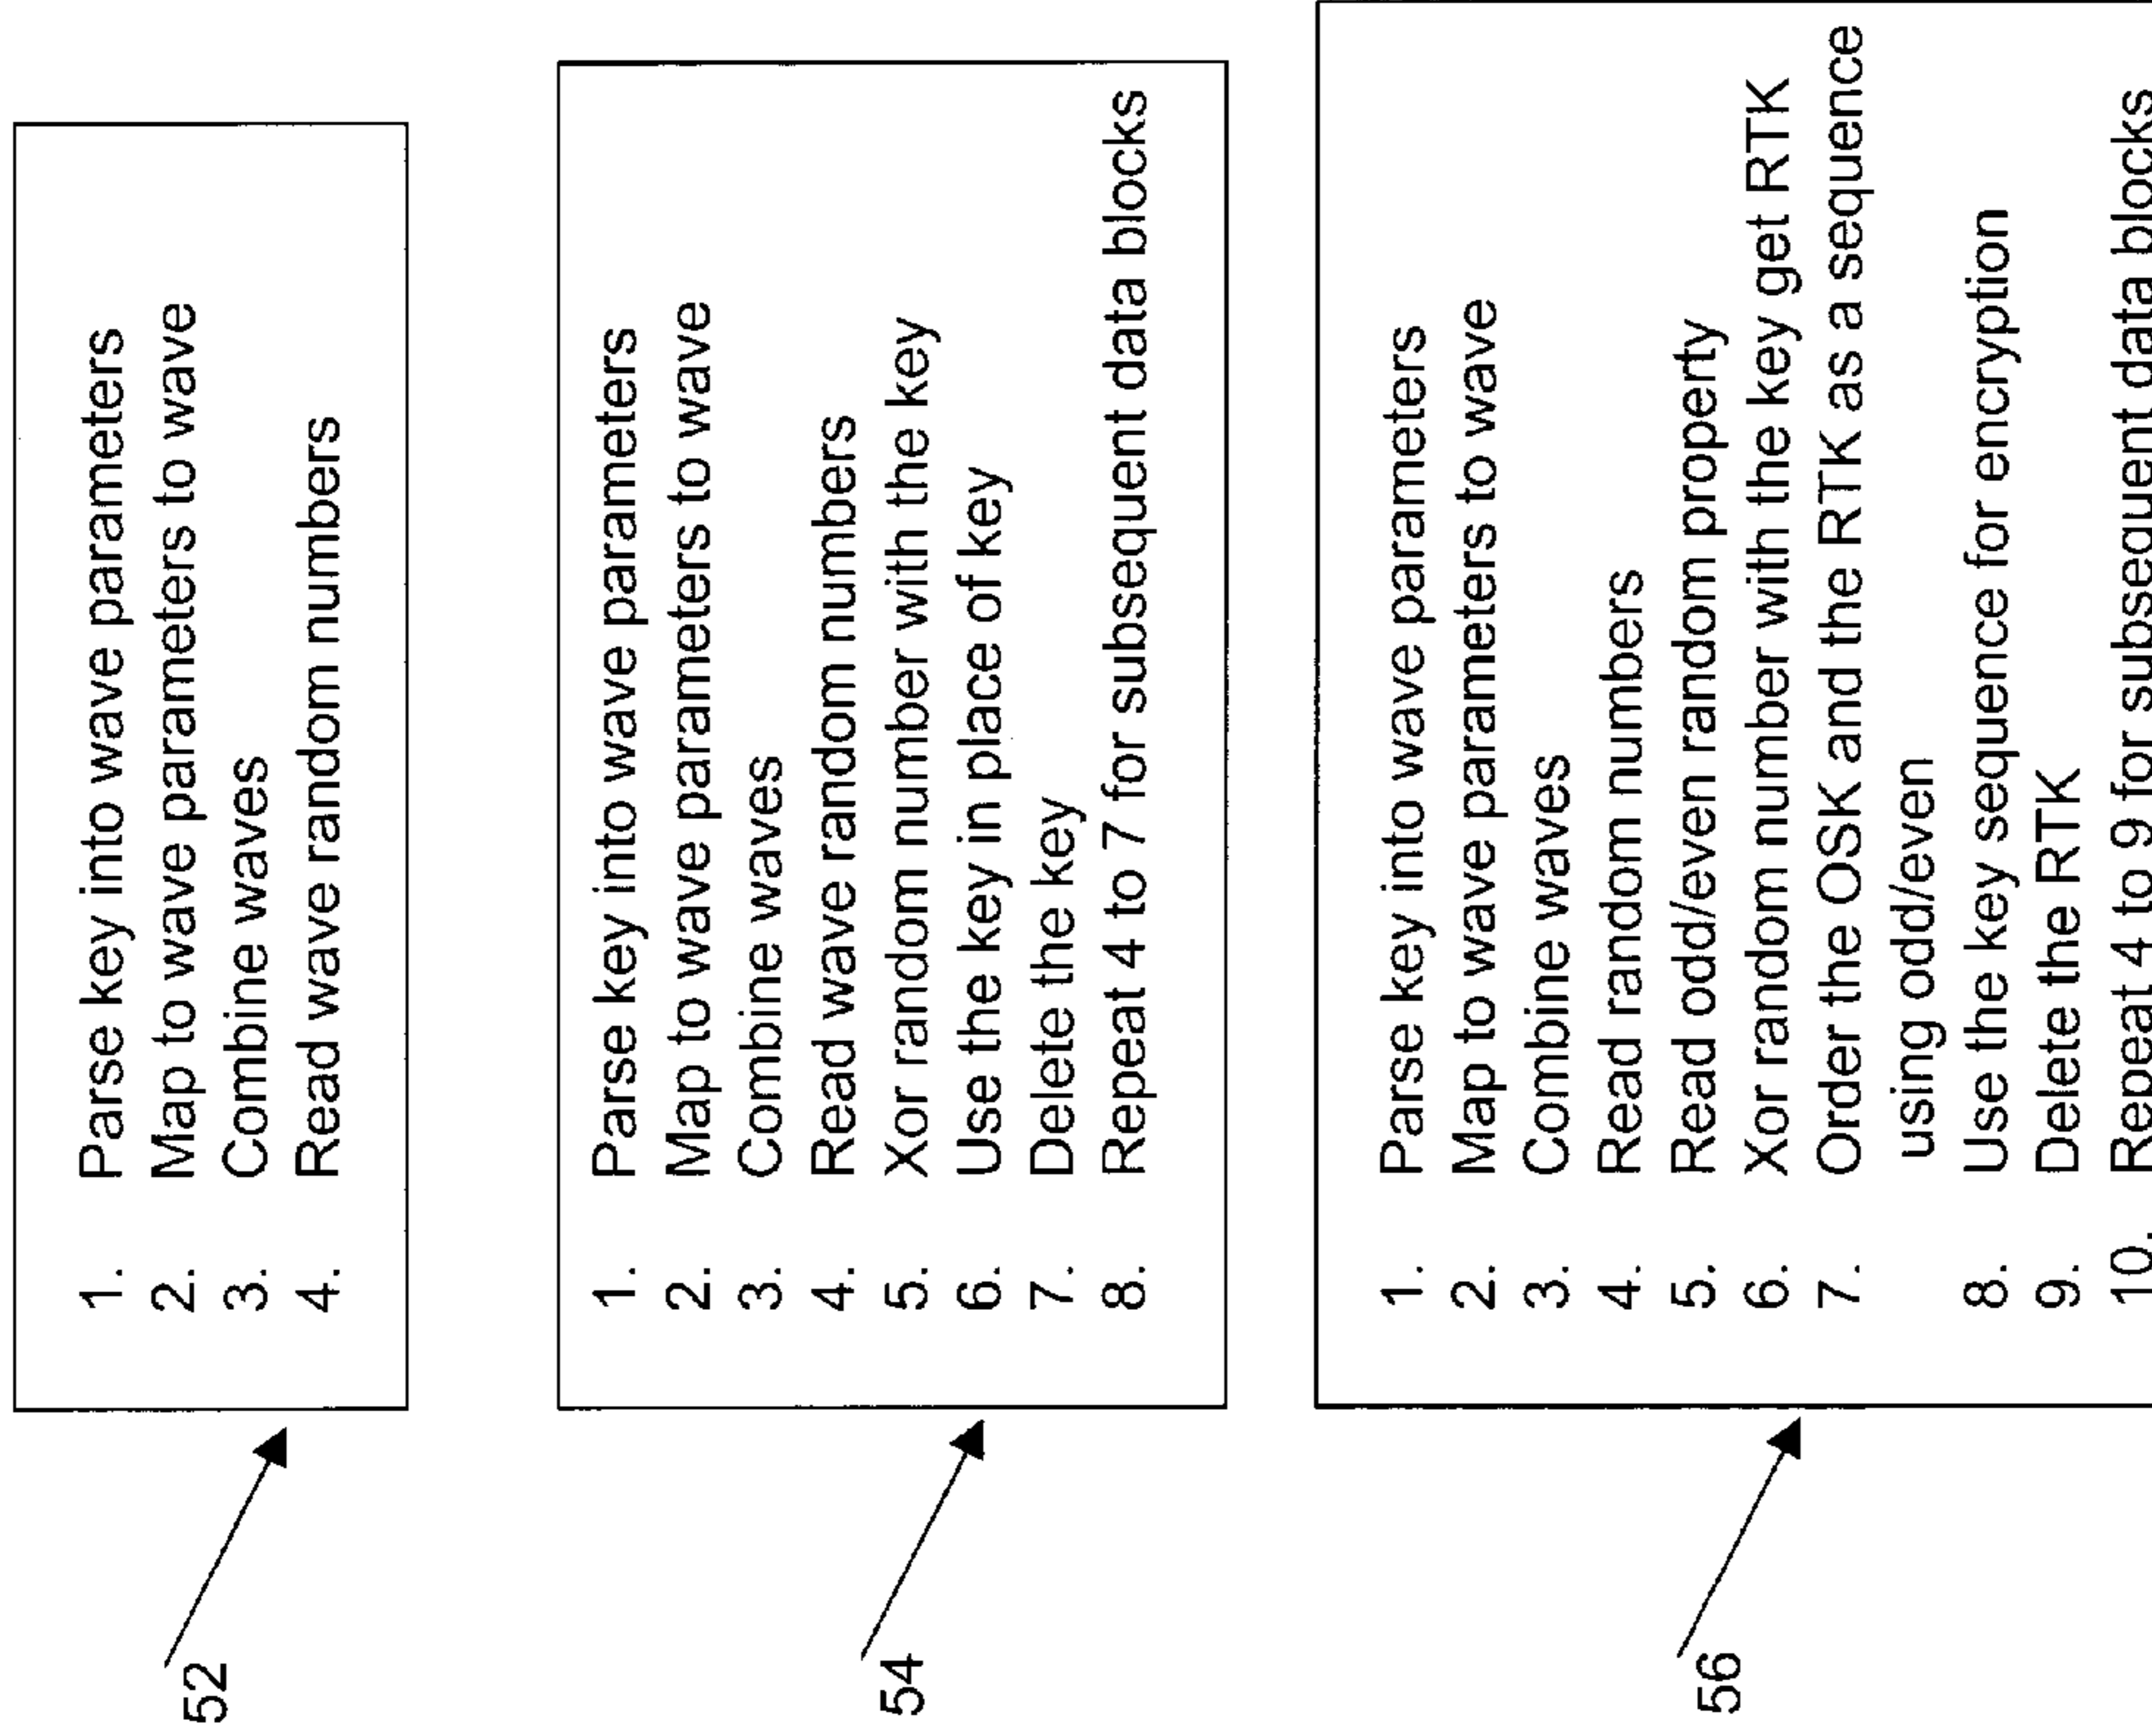 1. Parse key into wave parameters
2. Map to wave parameters to wave
3. Combine waves
4. Read wave random numbers
52
1. Parse key into wave parameters
2. Map to wave parameters to wave
3. Combine waves
4. Read wave random numbers
5. Xor random number with the key
6. Use the key in place of key
7. Delete the key
8. Repeat 4 to 7 for subsequent data blocks
54
1. Parse key into wave parameters
2. Map to wave parameters to wave
3. Combine waves
4. Read random numbers
5. Read odd/even random property
6. Xor random number with the key get RTK
7. Order the OSK and the RTK as a sequence
using odd/even
8. Use the key sequence for encryption
9. Delete the RTK
10. Repeat 4 to 9 for subsequent data blocks
56